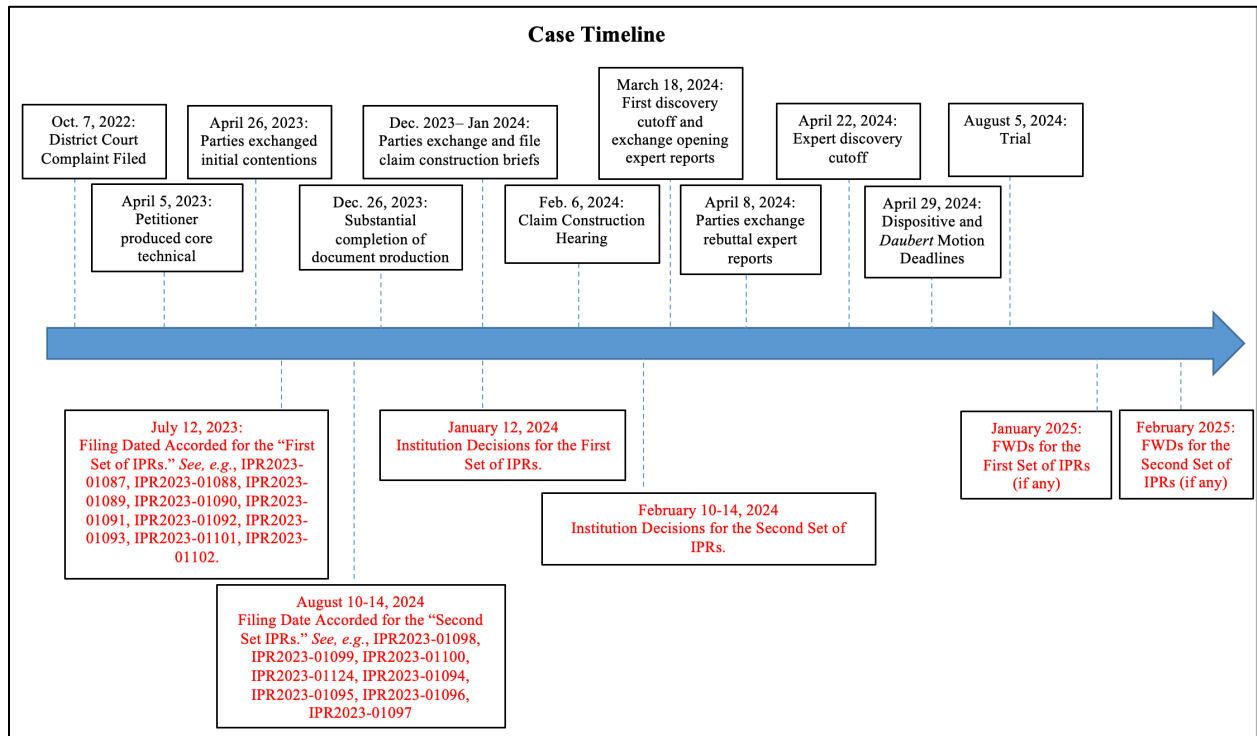 Case Timeline
Oct. 7, 2022:
District Court
Complaint Filed
April 5, 2023:
Petitioner
produced core
technical
April 26, 2023:
Parties exchanged
initial contentions
Dec. 26, 2023:
Substantial
completion of
document production
Dec. 2023– Jan 2024:
Parties exchange and file
claim construction briefs
Feb. 6, 2024:
Claim Construction
Hearing
March 18, 2024:
First discovery
cutoff and
exchange opening
expert reports
April 8, 2024:
Parties exchange
rebuttal expert
reports
April 22, 2024:
Expert discovery
cutoff
April 29, 2024:
Dispositive and
Daubert Motion
Deadlines
August 5, 2024:
Trial
July 12, 2023:
Filing Dated Accorded for the “First
Set of IPRs.” See, e.g., IPR2023-
01087, IPR2023-01088, IPR2023-
01089, IPR2023-01090, IPR2023-
01091, IPR2023-01092, IPR2023-
01093, IPR2023-01101, IPR2023-
01102.
August 10-14, 2024
Filing Date Accorded for the “Second
Set IPRs.” See, e.g., IPR2023-01098,
IPR2023-01099, IPR2023-01100,
IPR2023-01124, IPR2023-01094,
IPR2023-01095, IPR2023-01096,
IPR2023-01097
January 12, 2024
Institution Decisions for the First
Set of IPRs.
February 10-14, 2024
Institution Decisions for the Second Set of
IPRs.
January 2025:
FWDs for the
First Set of IPRs
(if any)
February 2025:
FWDs for the
Second Set of
IPRs (if any)